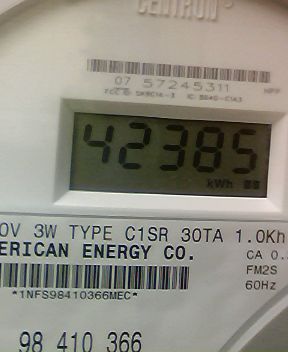 CENTRON®
07 57245311
42385
kWh
0V 3W TYPE C1SR 30TA 1.0Kh
ERICAN ENERGY CO.
CA 0.
FM2S
*1NFS98410366MEC*
60Hz
98 410 366